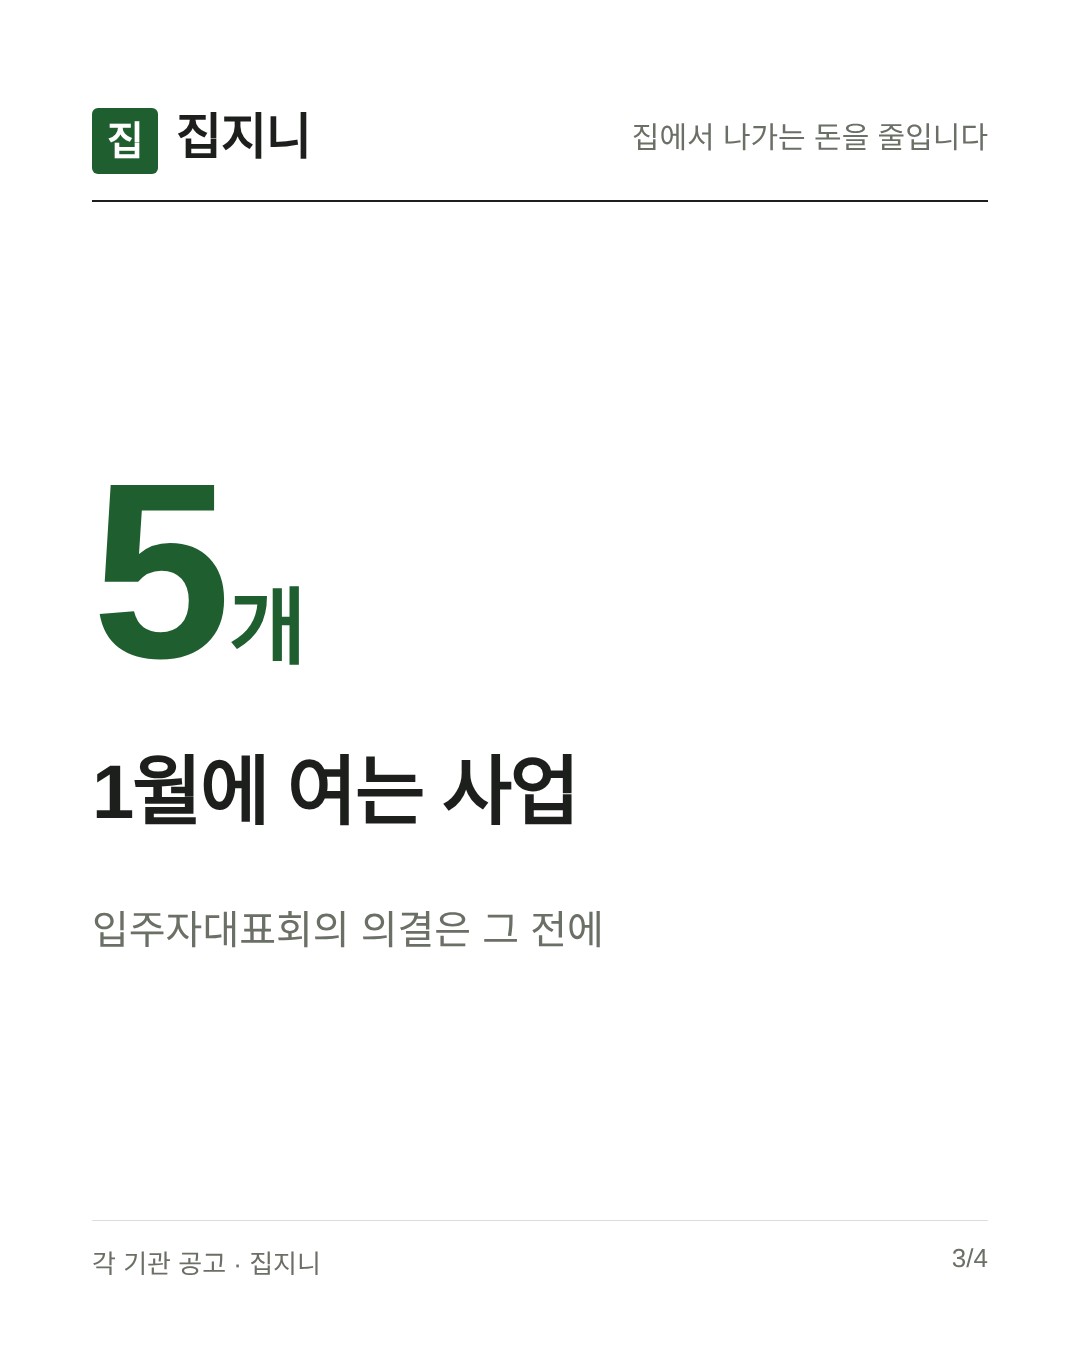 집 집지니
집에서 나가는 돈을 줄입니다
5개
1월에 여는 사업
입주자대표회의 의결은 그 전에
각 기관 공고 · 집지니
3/4